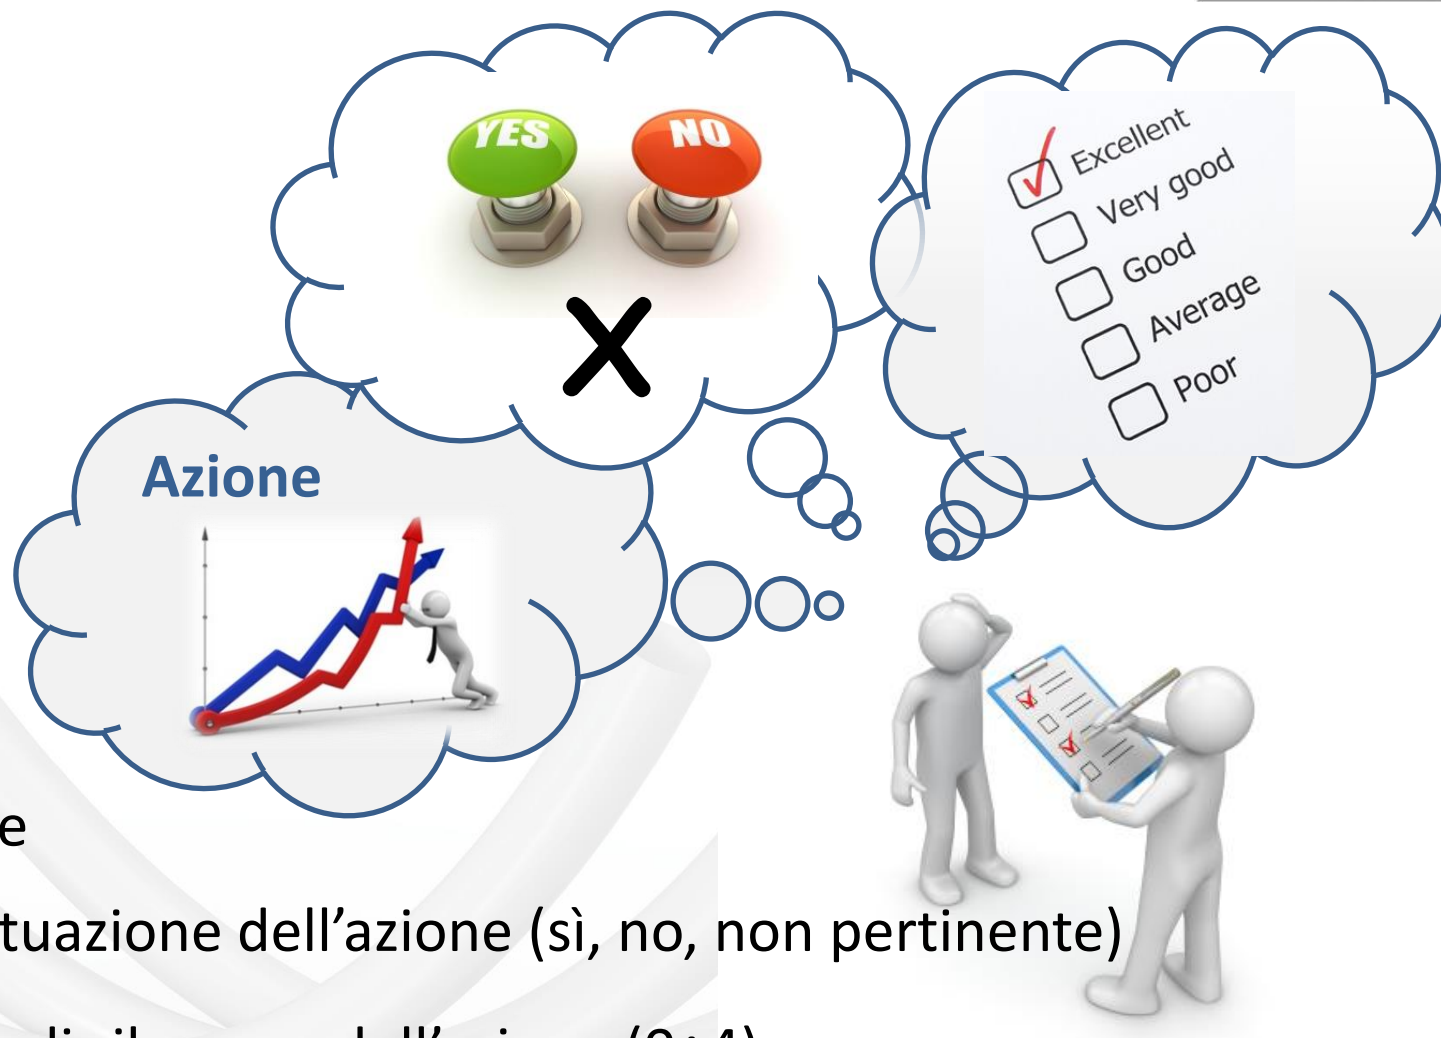 YES NO
X
Excellent
Very good
Good
Average
Poor
Azione
e
tuazione dell’azione (sì, no, non pertinente)